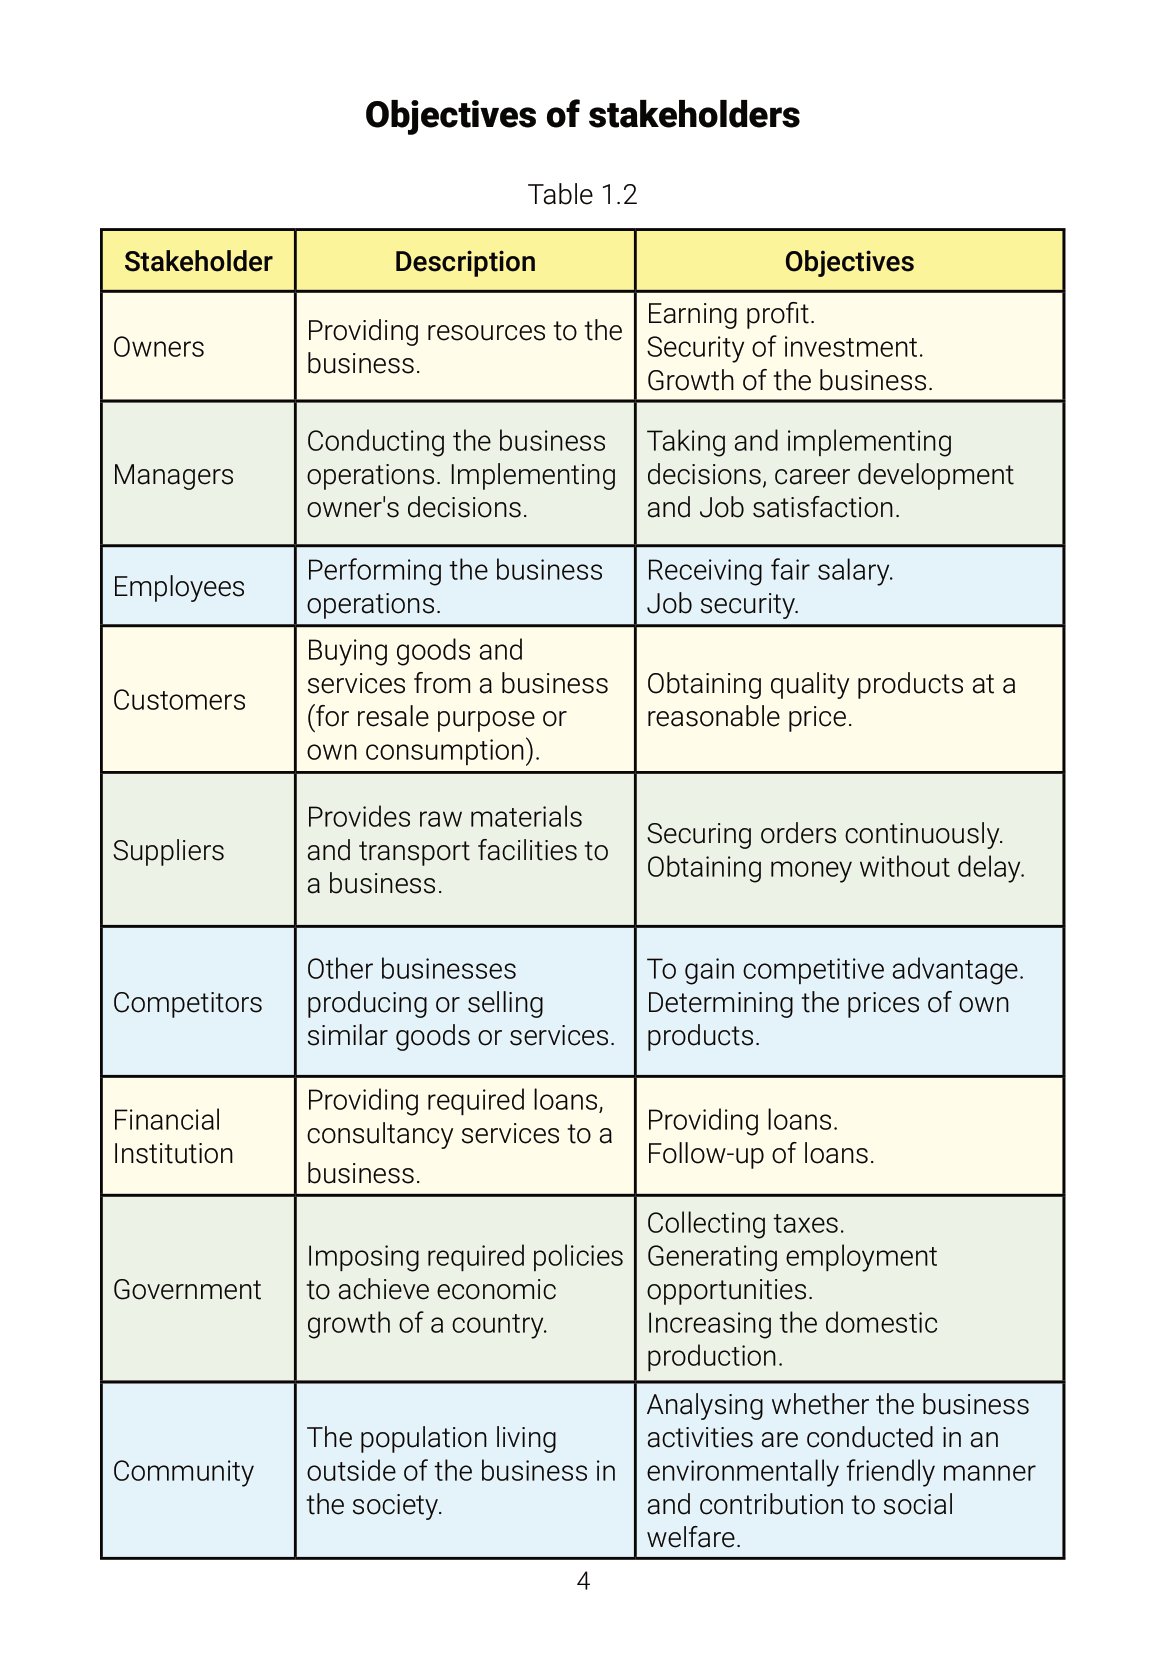 Objectives of stakeholders
Table 1.2
Stakeholder
Description
Objectives
Owners
Providing resources to the
business.
Earning profit.
Security of investment.
Growth of the business.
Managers
Conducting the business
operations. Implementing
owner's decisions.
Taking and implementing
decisions, career development
and Job satisfaction.
Employees
Performing the business
operations.
Receiving fair salary.
Job security.
Customers
Buying goods and
services from a business
(for resale purpose or
own consumption).
Obtaining quality products at a
reasonable price.
Suppliers
Provides raw materials
and transport facilities to
a business.
Securing orders continuously.
Obtaining money without delay.
Competitors
Other businesses
producing or selling
similar goods or services.
To gain competitive advantage.
Determining the prices of own
products.
Financial
Institution
Providing required loans,
consultancy services to a
business.
Providing loans.
Follow-up of loans.
Government
Imposing required policies
to achieve economic
growth of a country.
Collecting taxes.
Generating employment
opportunities.
Increasing the domestic
production.
Community
The population living
outside of the business in
the society.
Analysing whether the business
activities are conducted in an
environmentally friendly manner
and contribution to social
welfare.
4